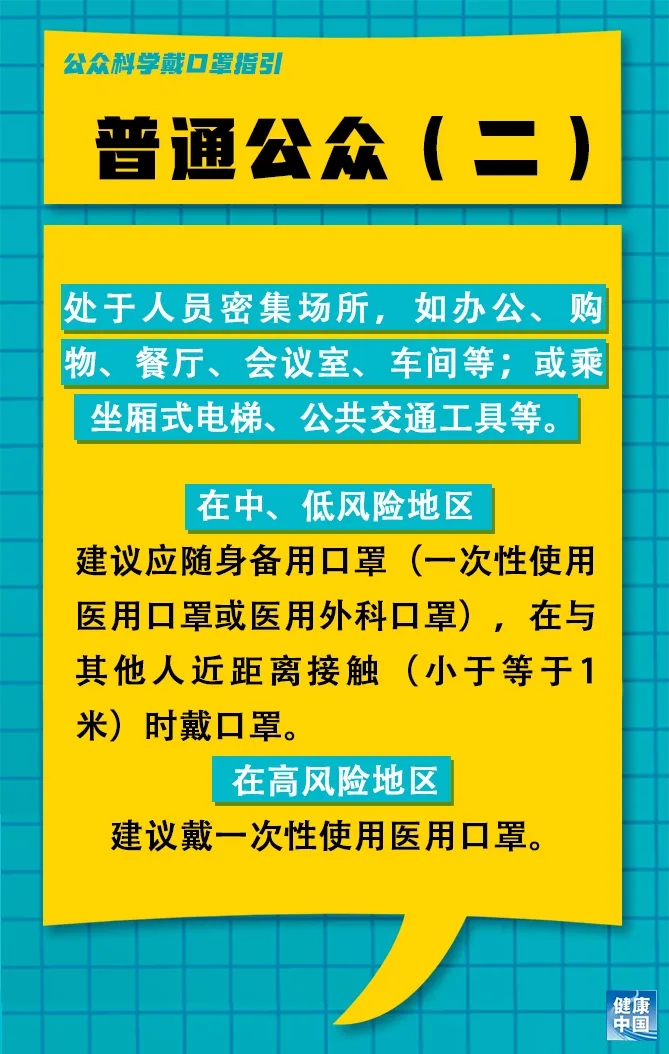 公众科学戴口罩指引
普通公众（二）
处于人员密集场所，如办公、购
物、餐厅、会议室、车间等；或乘
坐厢式电梯、公共交通工具等。
在中、低风险地区
建议应随身备用口罩（一次性使用
医用口罩或医用外科口罩），在与
其他人近距离接触（小于等于1
米）时戴口罩。
在高风险地区
建议戴一次性使用医用口罩。
健康
中国